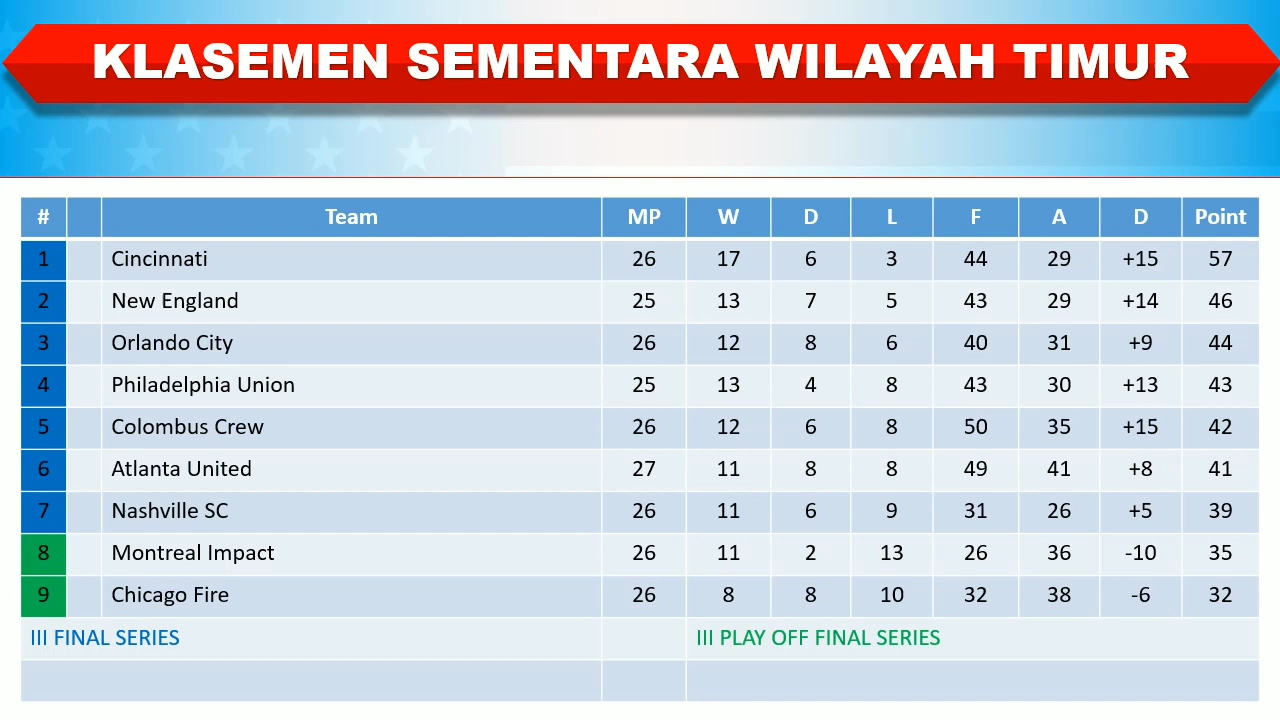 KLASEMEN SEMENTARA WILAYAH TIMUR
# Team MP W D L F A D Point
1 Cincinnati 26 17 6 3 44 29 +15 57
2 New England 25 13 7 5 43 29 +14 46
3 Orlando City 26 12 8 6 40 31 +9 44
4 Philadelphia Union 25 13 4 8 43 30 +13 43
5 Colombus Crew 26 12 6 8 50 35 +15 42
6 Atlanta United 27 11 8 8 49 41 +8 41
7 Nashville SC 26 11 6 9 31 26 +5 39
8 Montreal Impact 26 11 2 13 26 36 -10 35
9 Chicago Fire 26 8 8 10 32 38 -6 32
III FINAL SERIES III PLAY OFF FINAL SERIES